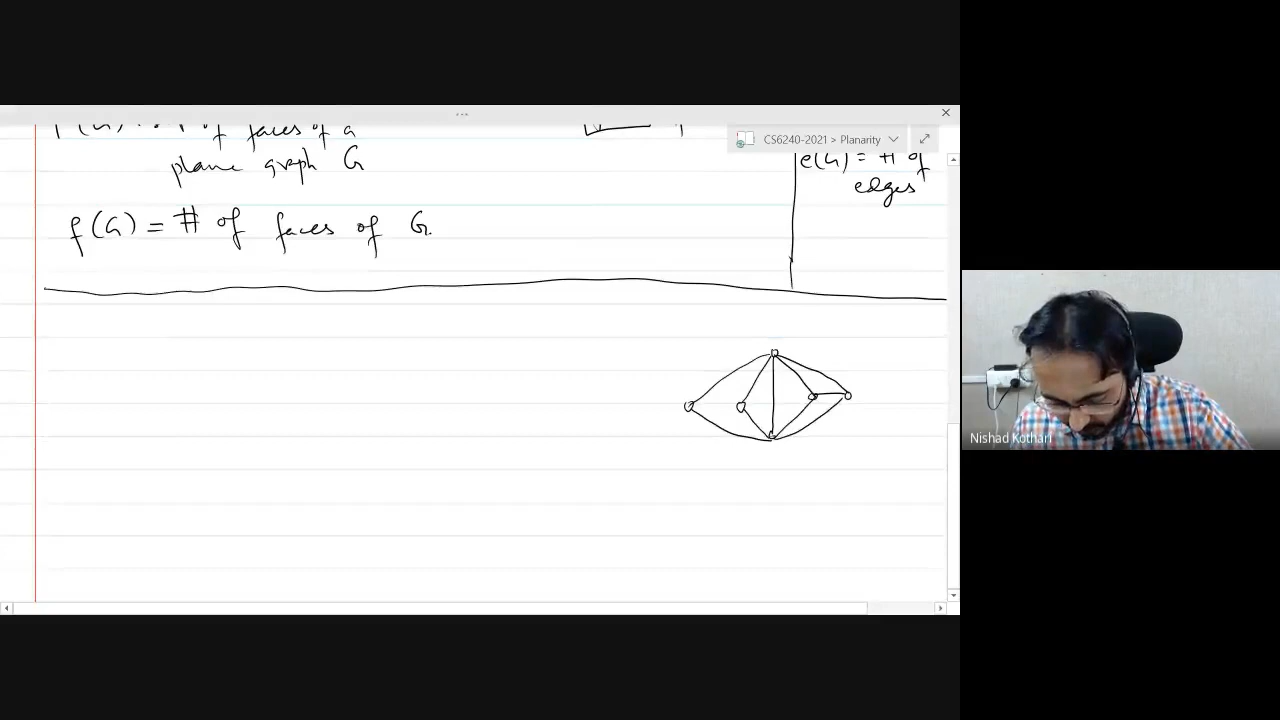 of faces of a
plane graph G
f(G) = # of faces of G.
CS6240-2021 > Planarity
e(G) = # of
edges
Nishad Kothari